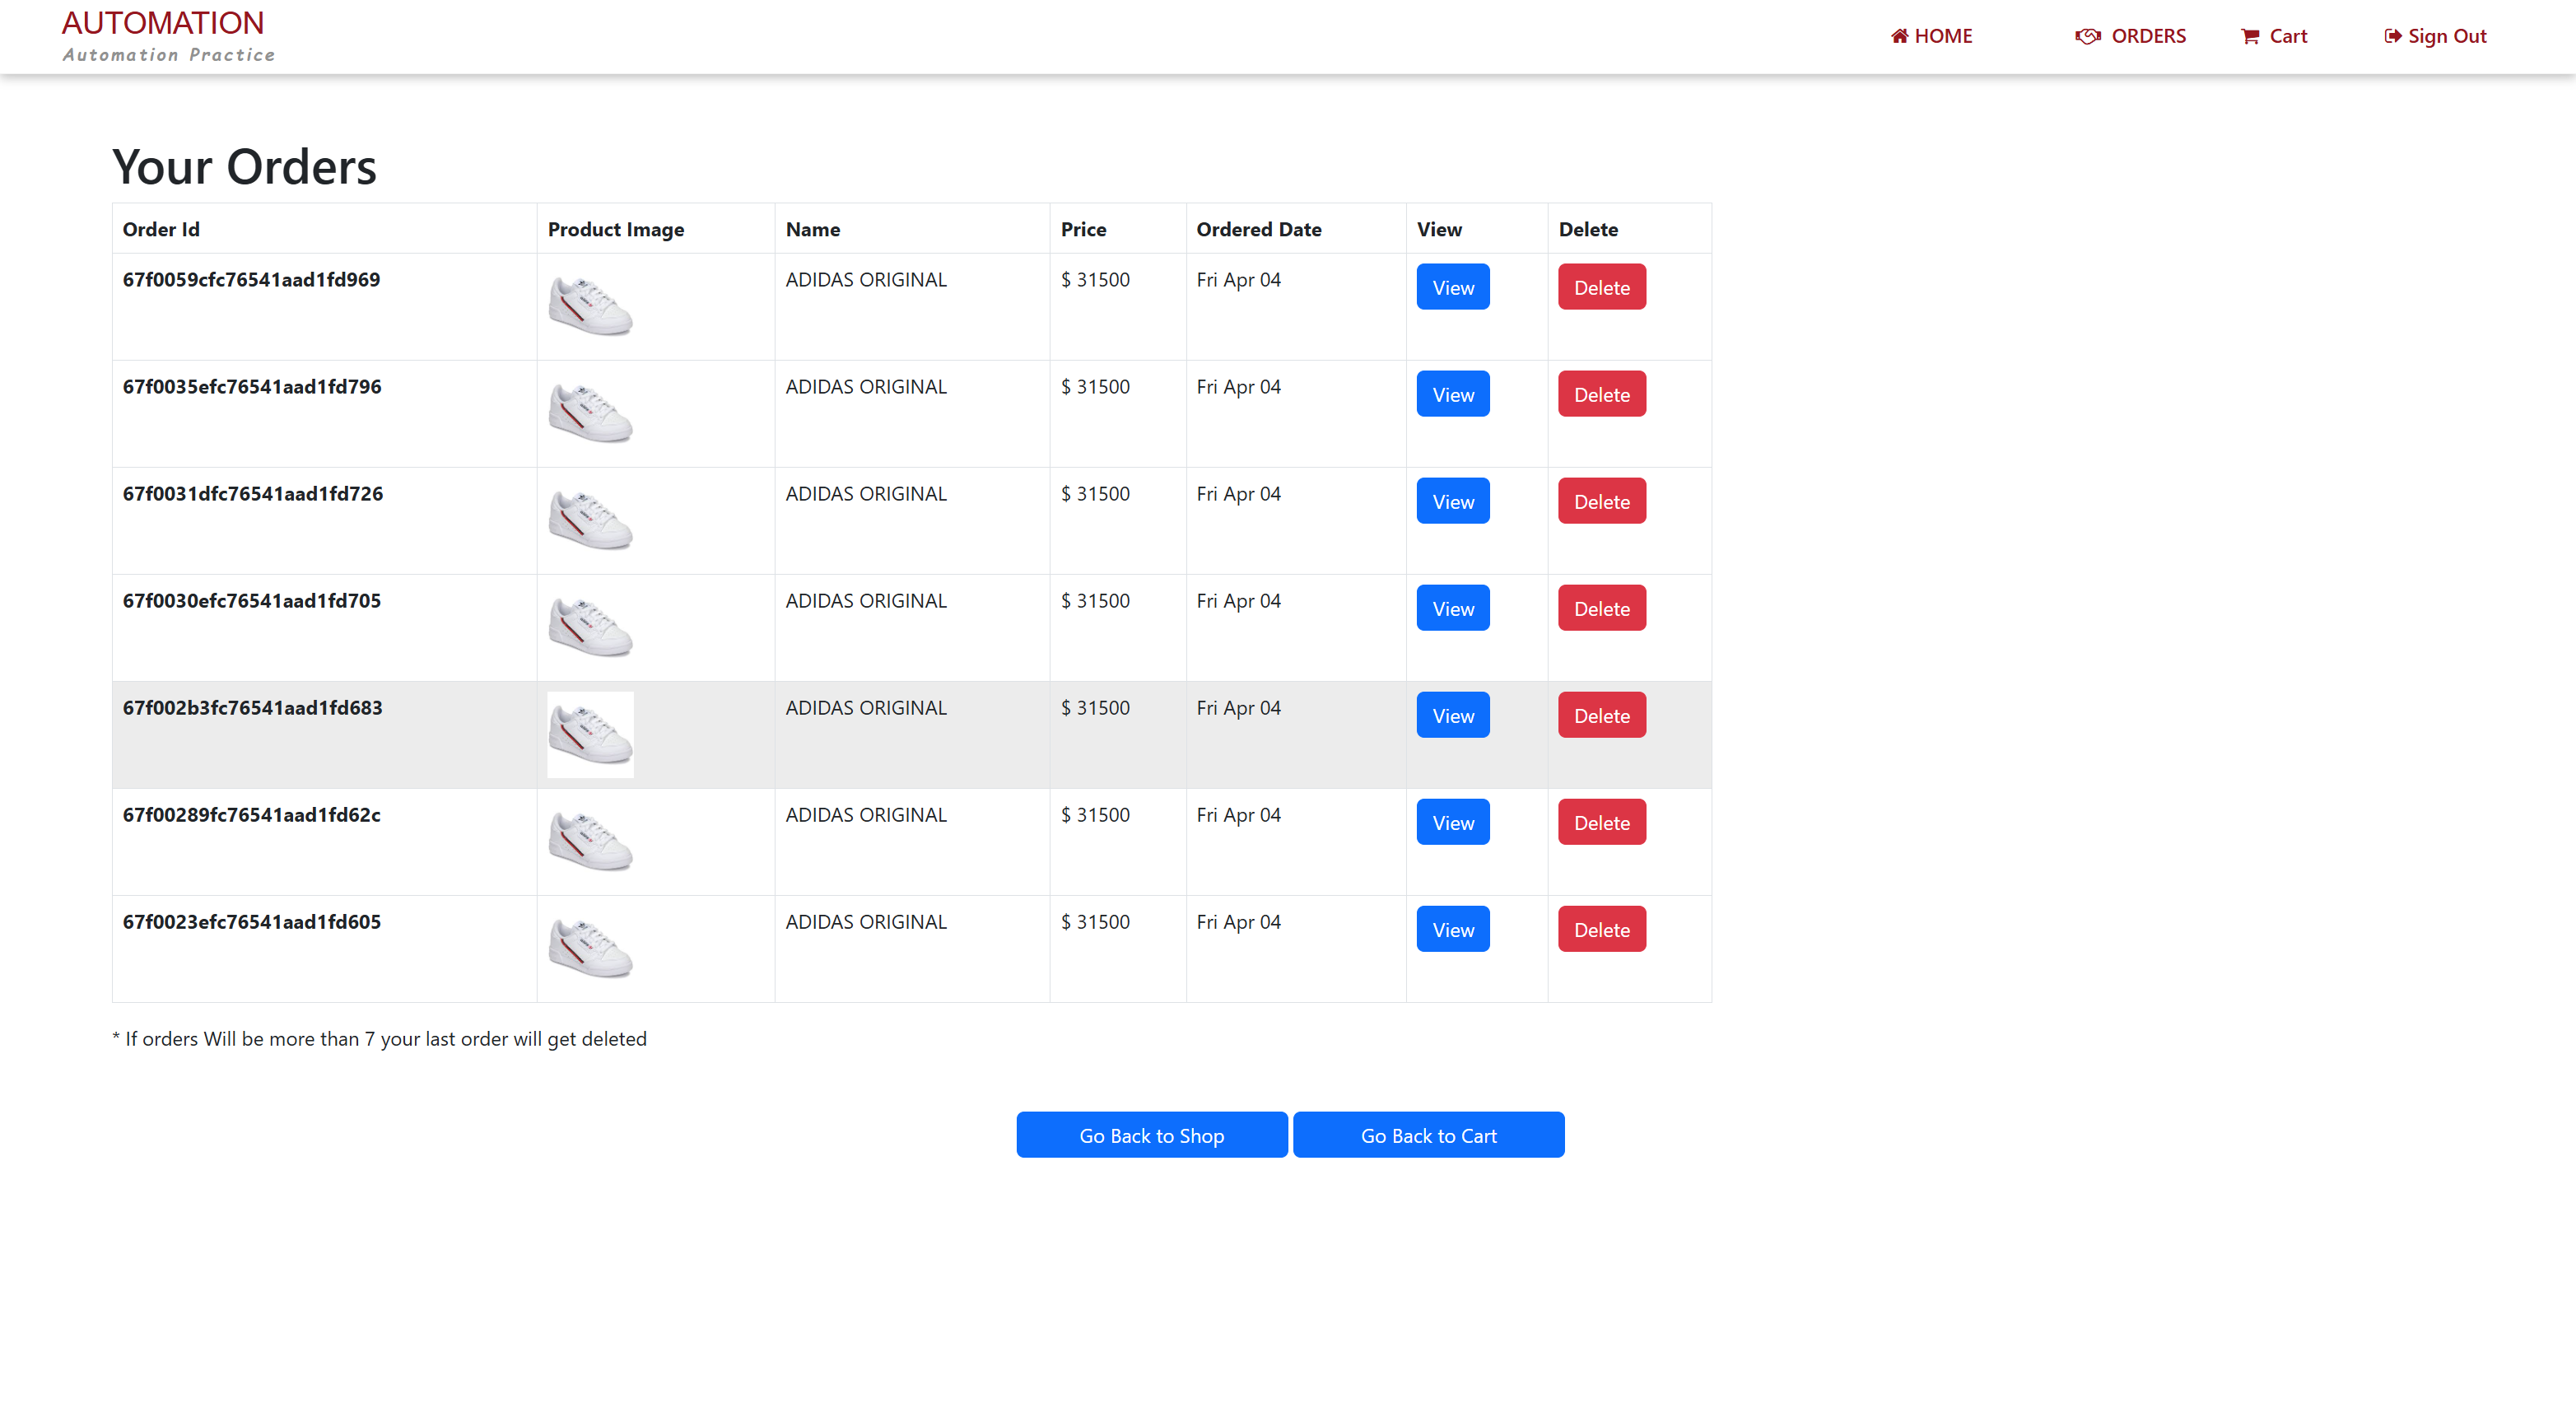 AUTOMATION
Automation Practice
HOME ORDERS Cart Sign Out
Your Orders
Order Id Product Image Name Price Ordered Date View Delete
67f0059cfc76541aad1fd969 ADIDAS ORIGINAL $ 31500 Fri Apr 04 View Delete
67f0035efc76541aad1fd796 ADIDAS ORIGINAL $ 31500 Fri Apr 04 View Delete
67f0031dfc76541aad1fd726 ADIDAS ORIGINAL $ 31500 Fri Apr 04 View Delete
67f0030efc76541aad1fd705 ADIDAS ORIGINAL $ 31500 Fri Apr 04 View Delete
67f002b3fc76541aad1fd683 ADIDAS ORIGINAL $ 31500 Fri Apr 04 View Delete
67f00289fc76541aad1fd62c ADIDAS ORIGINAL $ 31500 Fri Apr 04 View Delete
67f0023efc76541aad1fd605 ADIDAS ORIGINAL $ 31500 Fri Apr 04 View Delete
* If orders Will be more than 7 your last order will get deleted
Go Back to Shop Go Back to Cart